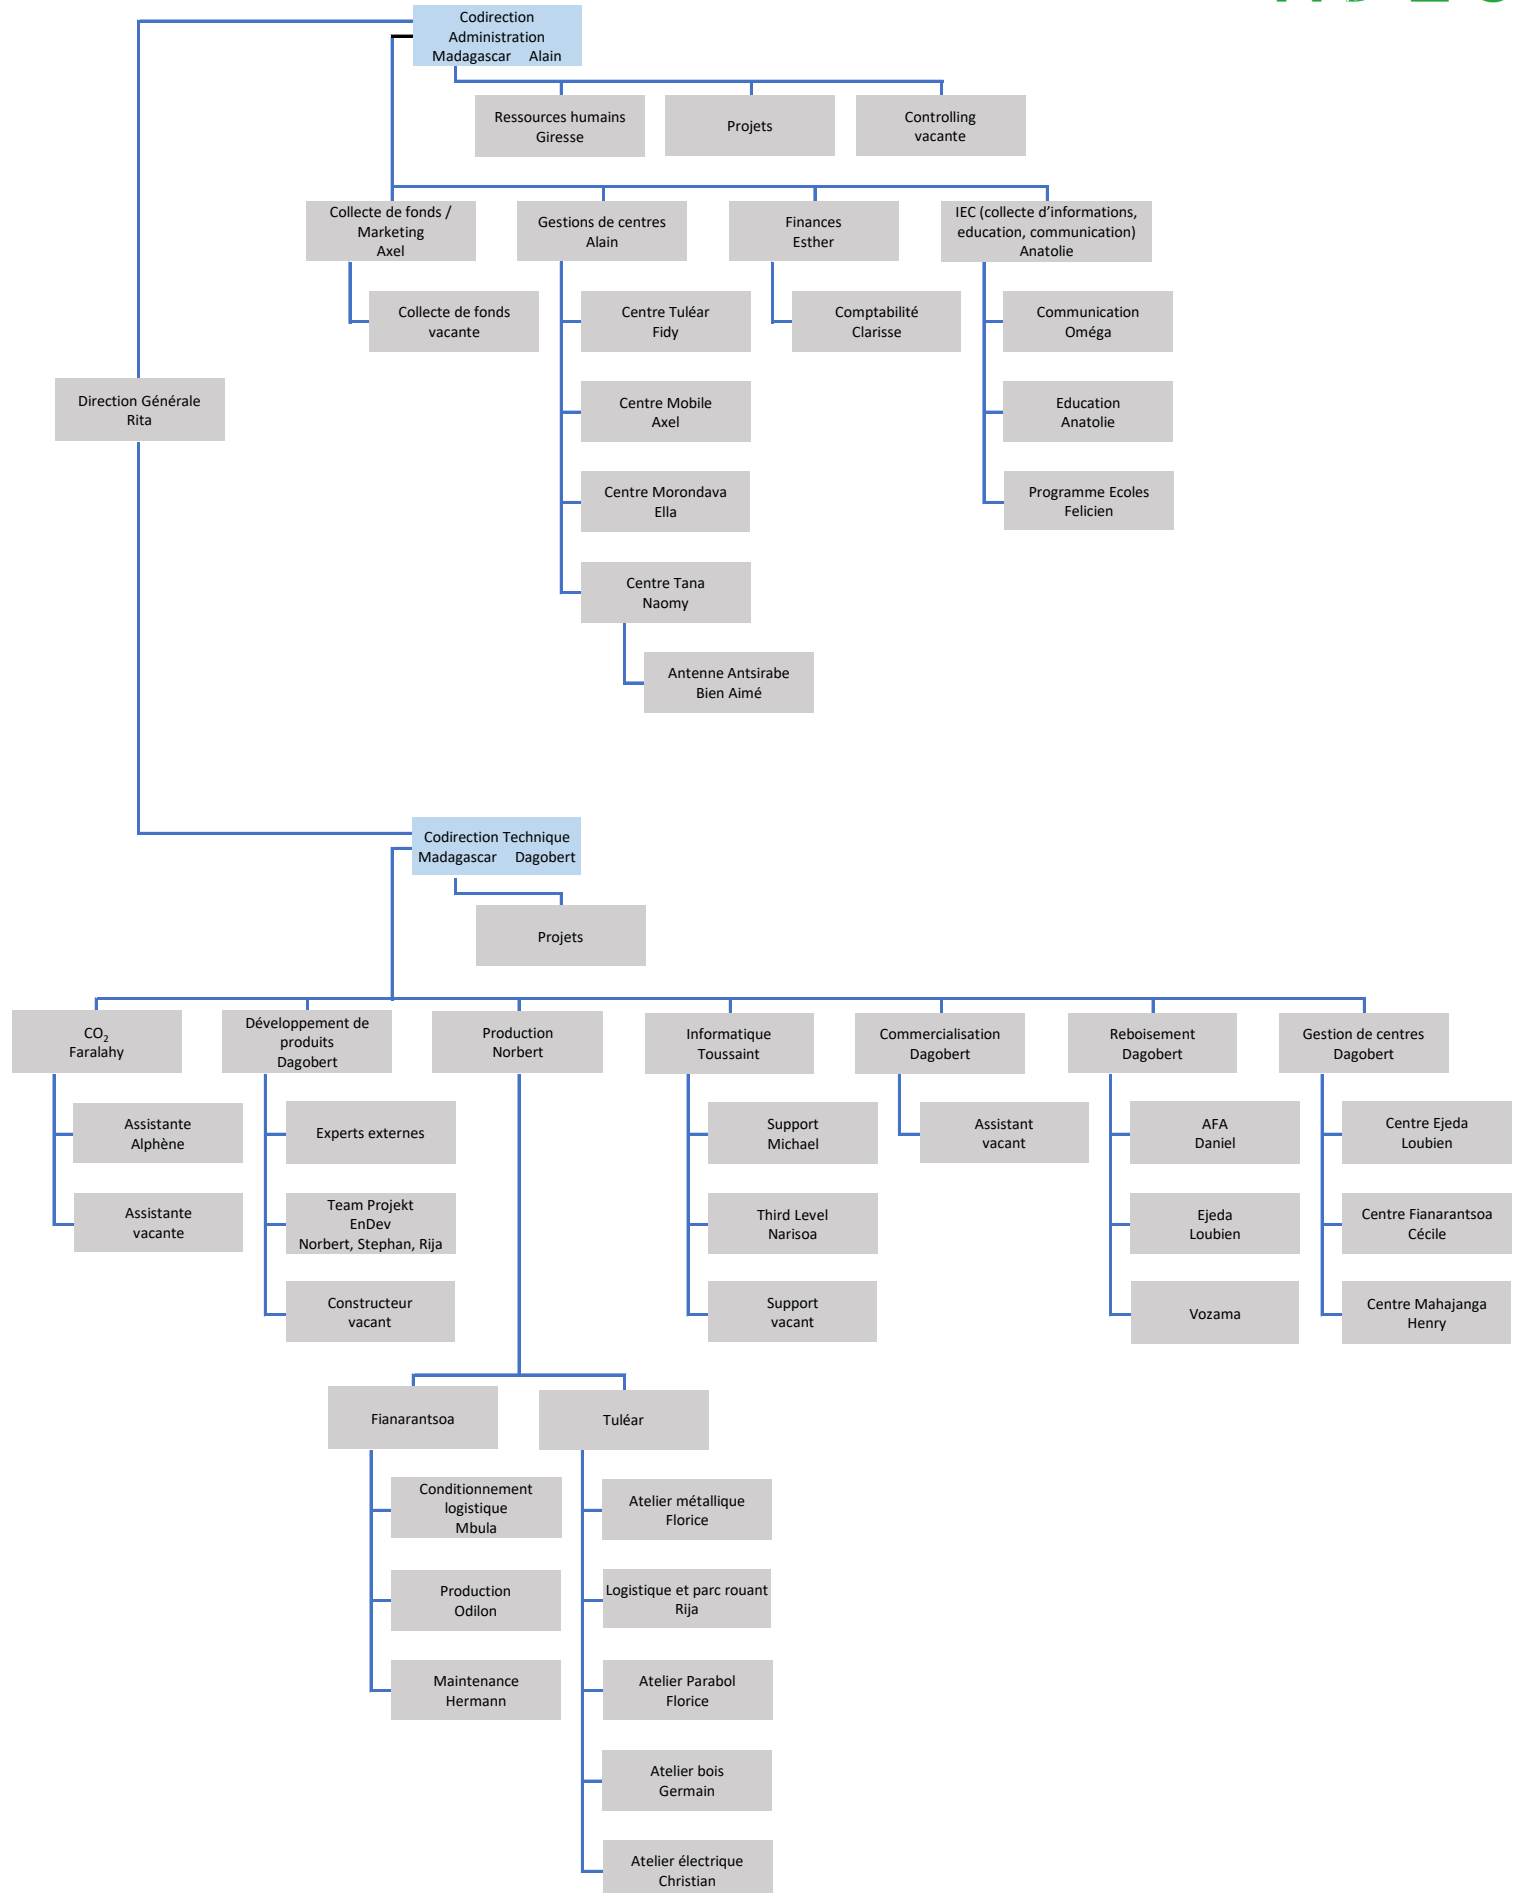 Codirection
Administration
Madagascar Alain
Ressources humains
Giresse
Projets
Controlling
vacante
Collecte de fonds /
Marketing
Axel
Gestions de centres
Alain
Finances
Esther
IEC (collecte d'informations,
education, communication)
Anatolie
Collecte de fonds
vacante
Centre Tuléar
Fidy
Comptabilité
Clarisse
Communication
Oméga
Direction Générale
Rita
Centre Mobile
Axel
Education
Anatolie
Centre Morondava
Ella
Programme Ecoles
Felicien
Centre Tana
Naomy
Antenne Antsirabe
Bien Aimé
Codirection Technique
Madagascar Dagobert
Projets
CO₂
Faralahy
Développement de
produits
Dagobert
Production
Norbert
Informatique
Toussaint
Commercialisation
Dagobert
Reboisement
Dagobert
Gestion de centres
Dagobert
Assistante
Alphène
Experts externes
Support
Michael
Assistant
vacant
AFA
Daniel
Centre Ejeda
Loubien
Assistante
vacante
Team Projekt
EnDev
Norbert, Stephan, Rija
Third Level
Narisoa
Ejeda
Loubien
Centre Fianarantsoa
Cécile
Constructeur
vacant
Support
vacant
Vozama
Centre Mahajanga
Henry
Fianarantsoa
Tuléar
Conditionnement
logistique
Mbula
Atelier métallique
Florice
Production
Odilon
Logistique et parc rouant
Rija
Maintenance
Hermann
Atelier Parabol
Florice
Atelier bois
Germain
Atelier électrique
Christian